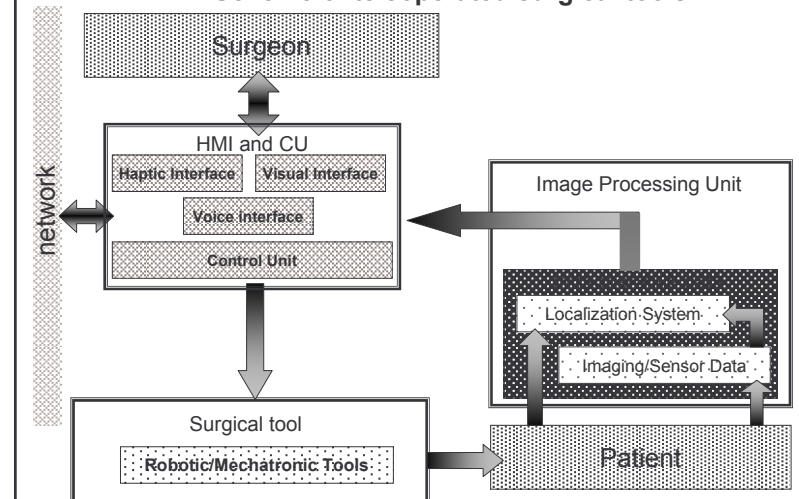 Surgeon
HMI and CU
Haptic Interface
Visual Interface
Voice interface
Control Unit
network
Image Processing Unit
Localization System
Imaging/Sensor Data
Surgical tool
Robotic/Mechatronic Tools
Patient